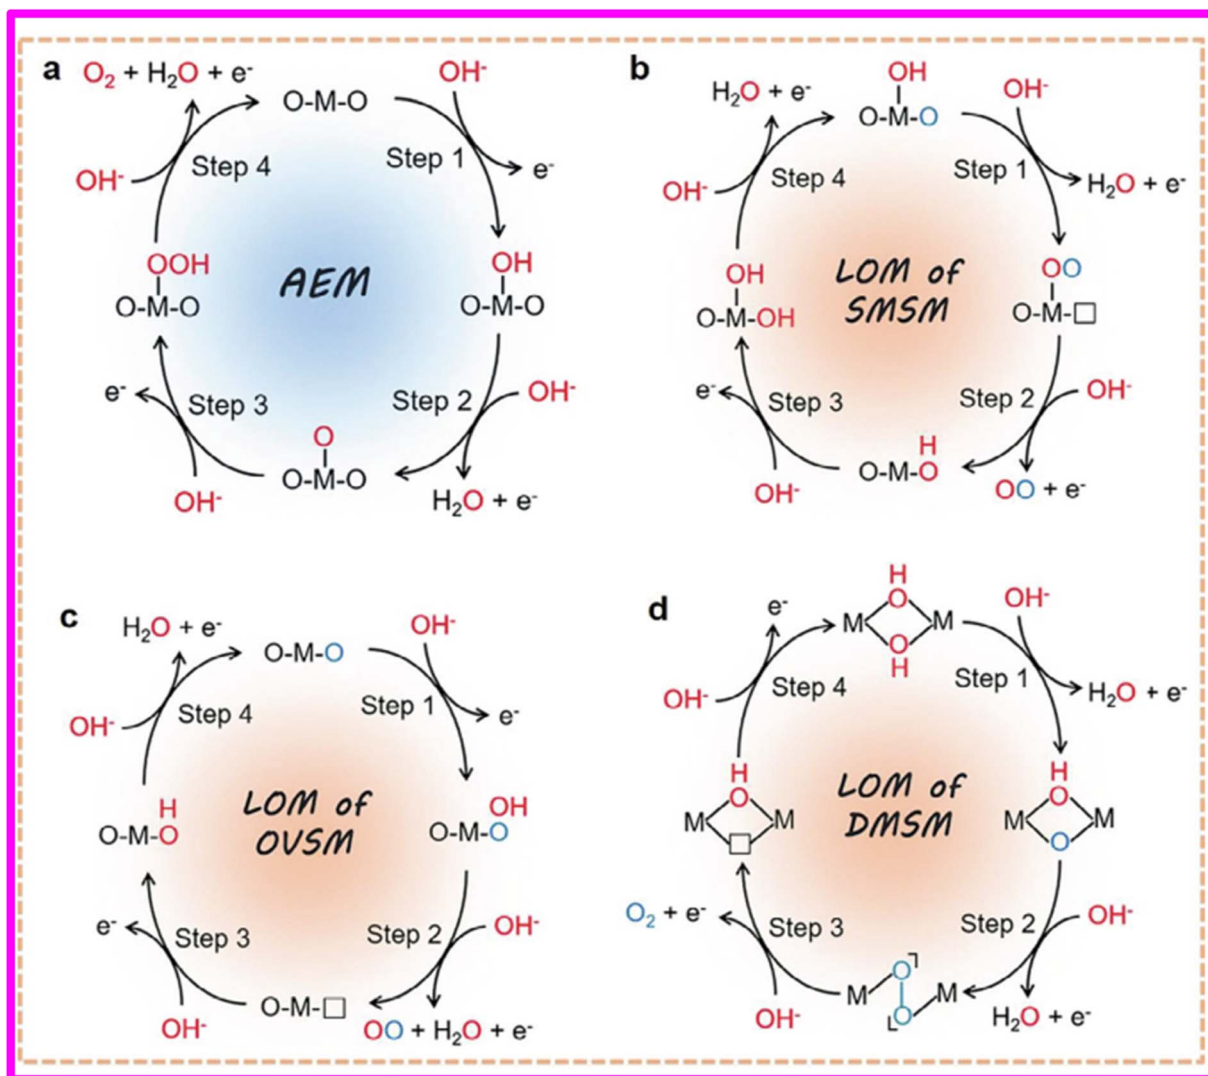 a
O₂ + H₂O + e⁻
O-M-O
OH⁻
Step 4
Step 1
OH⁻
e⁻
OOH
O-M-O
AEM
OH
O-M-O
e⁻
Step 3
Step 2
OH⁻
O
O-M-O
OH⁻
H₂O + e⁻
b
H₂O + e⁻
OH
O-M-O
OH⁻
Step 4
Step 1
OH⁻
H₂O + e⁻
OH
O-M-OH
LOM of
SMSM
OO
O-M-□
e⁻
Step 3
Step 2
OH⁻
H
O-M-O
OH⁻
OO + e⁻
c
H₂O + e⁻
O-M-O
OH⁻
OH⁻
Step 4
Step 1
e⁻
H
O-M-O
LOM of
OVSM
OH
O-M-O
e⁻
Step 3
Step 2
OH⁻
O-M-□
OH⁻
OO + H₂O + e⁻
d
e⁻
H
O
M M
O
H
OH⁻
OH⁻
Step 4
Step 1
H₂O + e⁻
H
O
M M
□
LOM of
DMSM
H
O
M M
O
O₂ + e⁻
Step 3
Step 2
OH⁻
O
M M
O
OH⁻
H₂O + e⁻